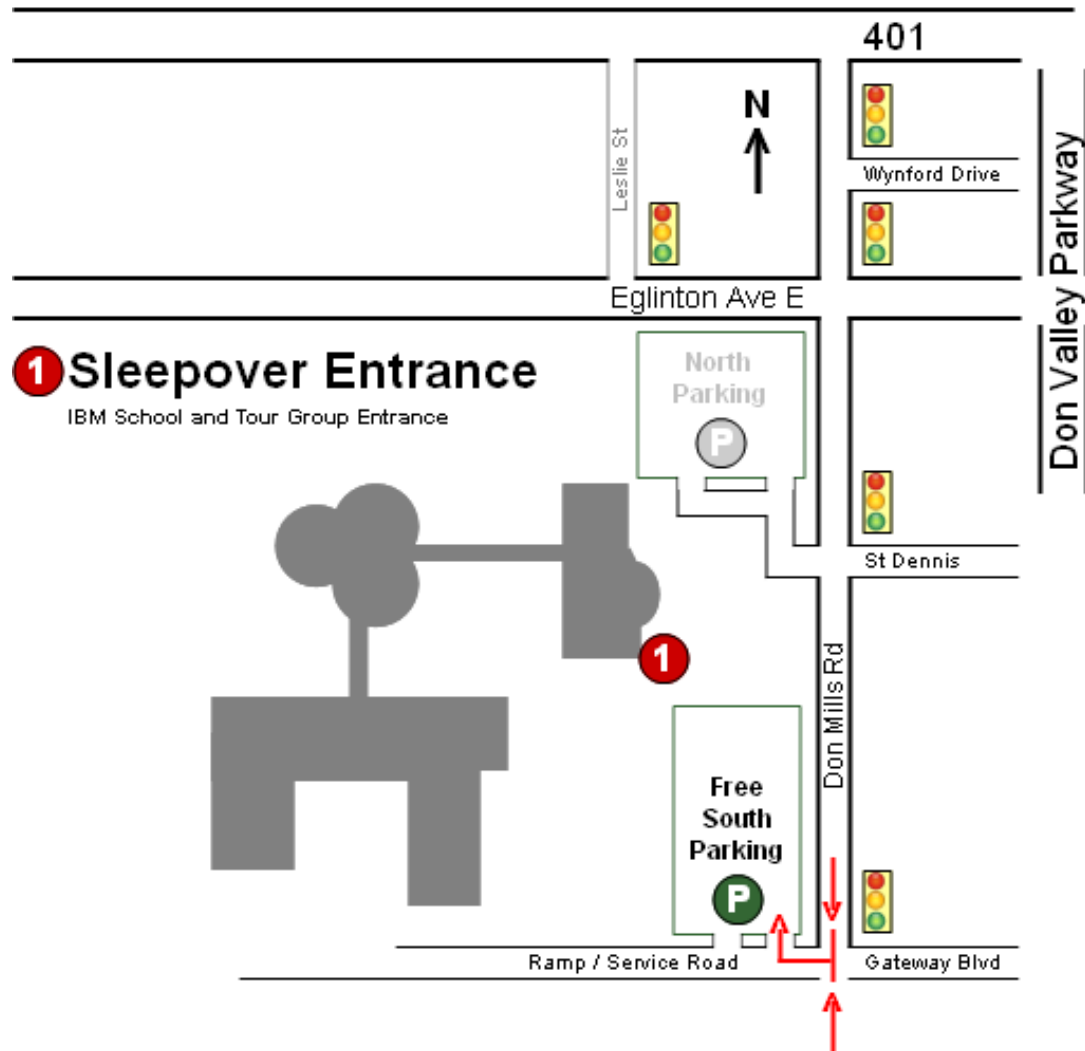 401
N
Leslie St
Wynford Drive
Don Valley Parkway
Eglinton Ave E
1 Sleepover Entrance
IBM School and Tour Group Entrance
North
Parking
P
St Dennis
1
Don Mills Rd
Free
South
Parking
P
Ramp / Service Road
Gateway Blvd